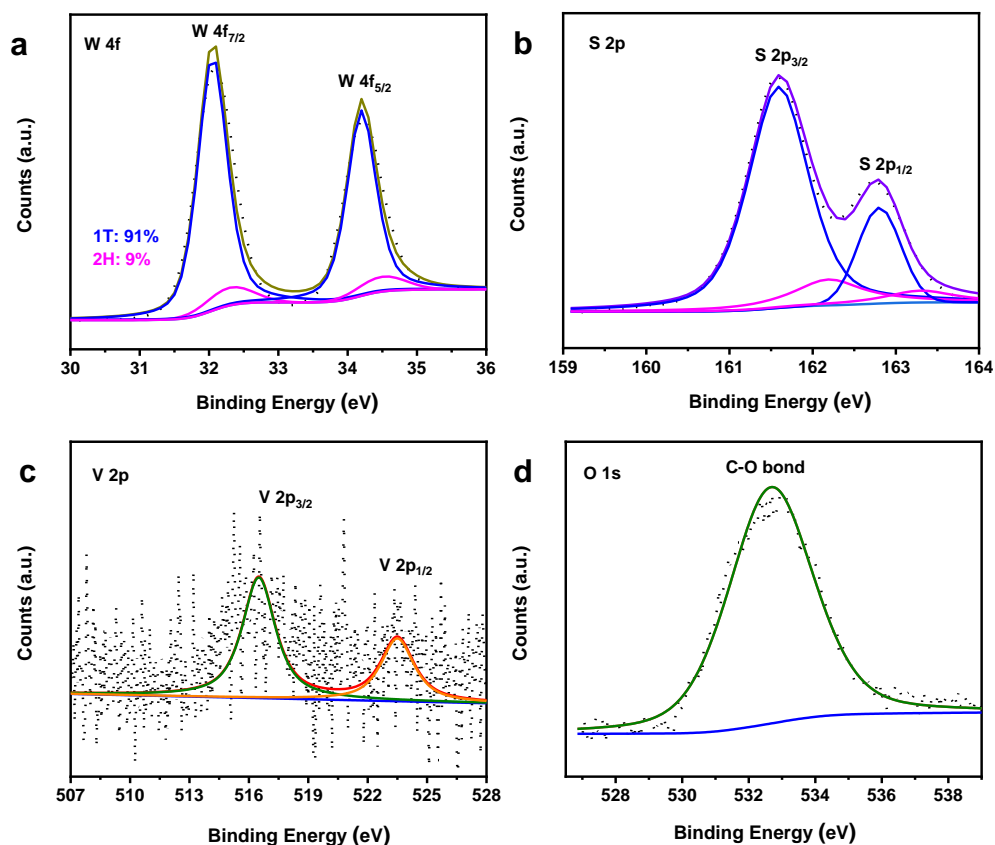 a
W 4f
W 4f7/2
W 4f5/2
1T: 91%
2H: 9%
Counts (a.u.)
30 31 32 33 34 35 36
Binding Energy (eV)
b
S 2p
S 2p3/2
S 2p1/2
Counts (a.u.)
159 160 161 162 163 164
Binding Energy (eV)
c
V 2p
V 2p3/2
V 2p1/2
Counts (a.u.)
507 510 513 516 519 522 525 528
Binding Energy (eV)
d
O 1s
C-O bond
Counts (a.u.)
528 530 532 534 536 538
Binding Energy (eV)